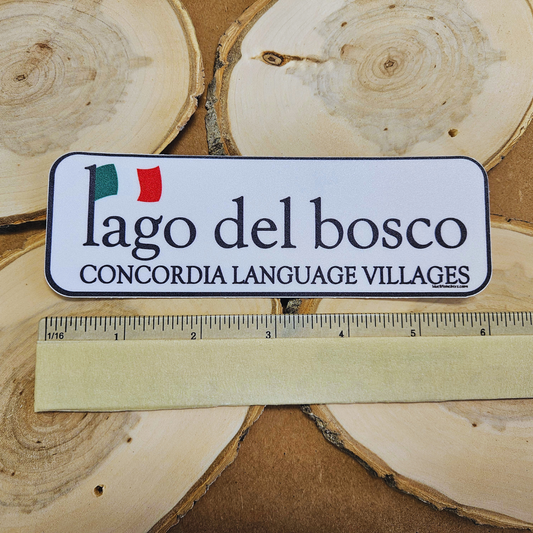 lago del bosco
CONCORDIA LANGUAGE VILLAGES
1/16 1 2 3 4 5 6